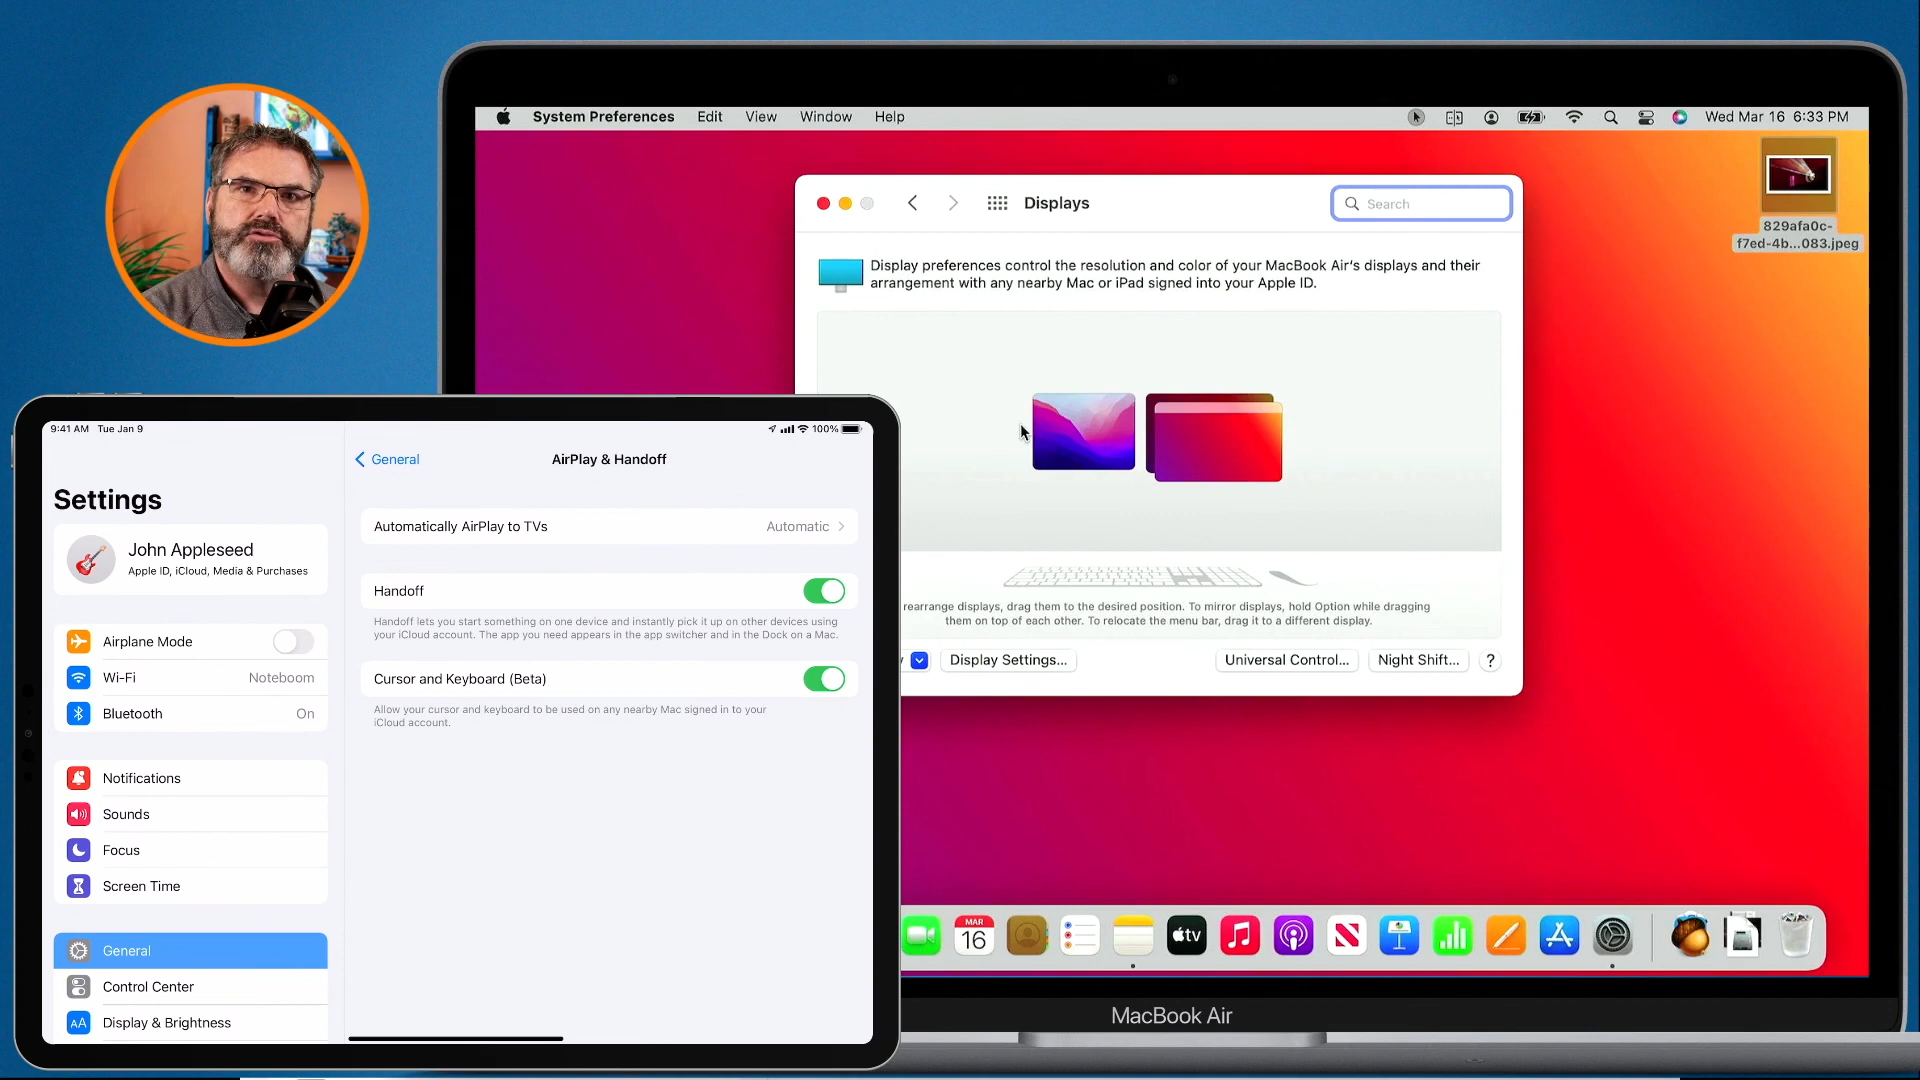 System Preferences Edit View Window Help
Wed Mar 16 6:33 PM
829afa0c-
f7ed-4b...083.jpeg
Displays
Search
Display preferences control the resolution and color of your MacBook Air's displays and their
arrangement with any nearby Mac or iPad signed into your Apple ID.
rearrange displays, drag them to the desired position. To mirror displays, hold Option while dragging
them on top of each other. To relocate the menu bar, drag it to a different display.
Display Settings... Universal Control... Night Shift... ?
MAR
16
tv
MacBook Air
9:41 AM Tue Jan 9
100%
Settings
John Appleseed
Apple ID, iCloud, Media & Purchases
Airplane Mode
Wi-Fi Noteboom
Bluetooth On
Notifications
Sounds
Focus
Screen Time
General
Control Center
AA Display & Brightness
General
AirPlay & Handoff
Automatically AirPlay to TVs Automatic
Handoff
Handoff lets you start something on one device and instantly pick it up on other devices using
your iCloud account. The app you need appears in the app switcher and in the Dock on a Mac.
Cursor and Keyboard (Beta)
Allow your cursor and keyboard to be used on any nearby Mac signed in to your
iCloud account.